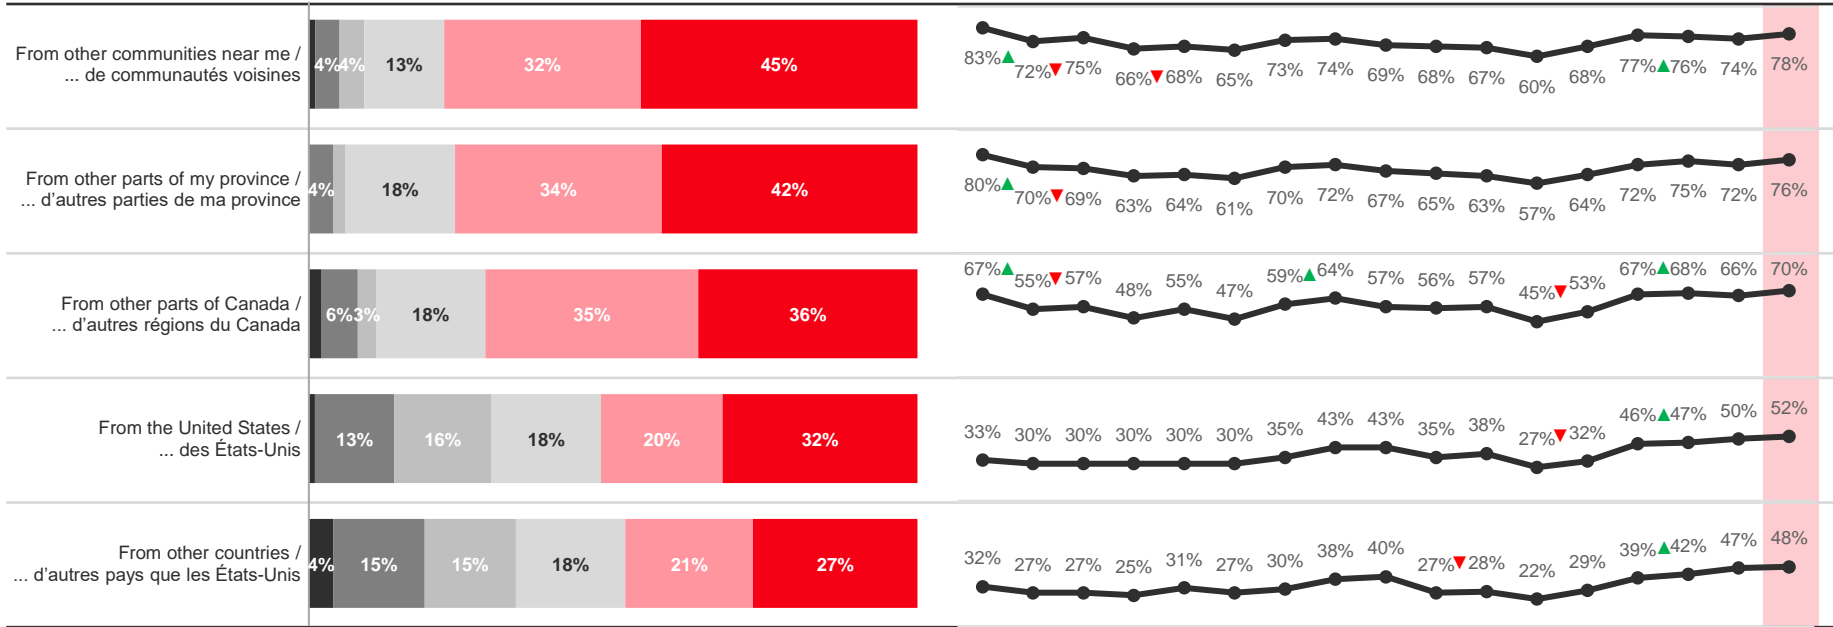 From other communities near me /
... de communautés voisines
4% 4% 13% 32% 45%
83%▲ 72%▼ 75% 66%▼ 68% 65% 73% 74% 69% 68% 67% 60% 68% 77%▲ 76% 74% 78%
From other parts of my province /
... d'autres parties de ma province
4% 18% 34% 42%
80%▲ 70%▼ 69% 63% 64% 61% 70% 72% 67% 65% 63% 57% 64% 72% 75% 72% 76%
From other parts of Canada /
... d'autres régions du Canada
6% 3% 18% 35% 36%
67%▲ 55%▼ 57% 48% 55% 47% 59%▲ 64% 57% 56% 57% 45%▼ 53% 67%▲ 68% 66% 70%
From the United States /
... des États-Unis
13% 16% 18% 20% 32%
33% 30% 30% 30% 30% 30% 35% 43% 43% 35% 38% 27%▼ 32% 46%▲ 47% 50% 52%
From other countries /
... d'autres pays que les États-Unis
4% 15% 15% 18% 21% 27%
32% 27% 27% 25% 31% 27% 30% 38% 40% 27%▼ 28% 22% 29% 39%▲ 42% 47% 48%